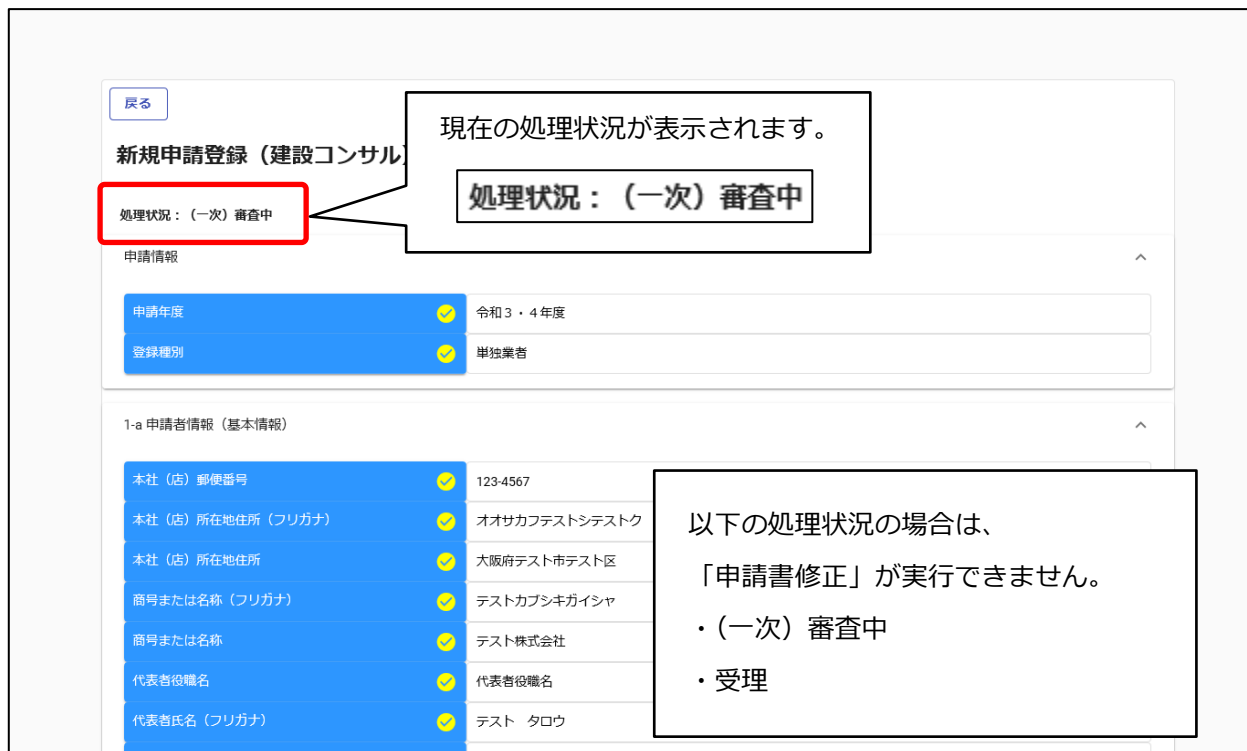 戻る
新規申請登録（建設コンサル）
処理状況：（一次）審査中
現在の処理状況が表示されます。
処理状況：（一次）審査中
申請情報
申請年度 令和３・４年度
登録種別 単独業者
1-a 申請者情報（基本情報）
本社（店）郵便番号 123-4567
本社（店）所在地住所（フリガナ） オオサカフテストシテストク
本社（店）所在地住所 大阪府テスト市テスト区
商号または名称（フリガナ） テストカブシキガイシャ
商号または名称 テスト株式会社
代表者役職名 代表者役職名
代表者氏名（フリガナ） テスト　タロウ
以下の処理状況の場合は、
「申請書修正」が実行できません。
・（一次）審査中
・受理